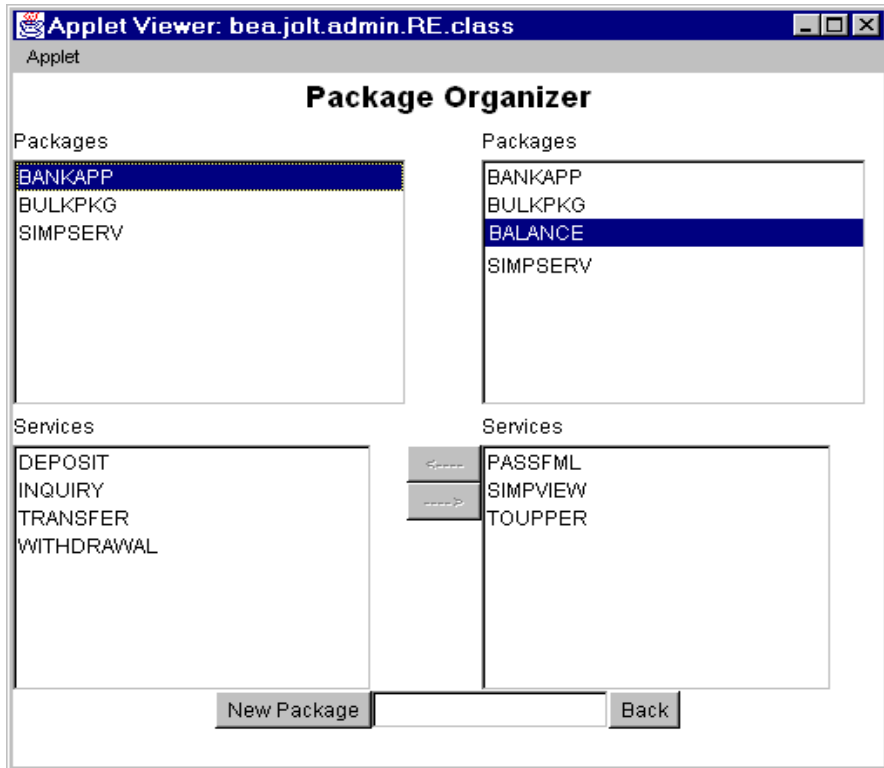 Applet Viewer: bea.jolt.admin.RE.class
Applet
Package Organizer
Packages
BANKAPP
BULKPKG
SIMPSERV
Packages
BANKAPP
BULKPKG
BALANCE
SIMPSERV
Services
DEPOSIT
INQUIRY
TRANSFER
WITHDRAWAL
<----
---->
Services
PASSFML
SIMPVIEW
TOUPPER
New Package
Back